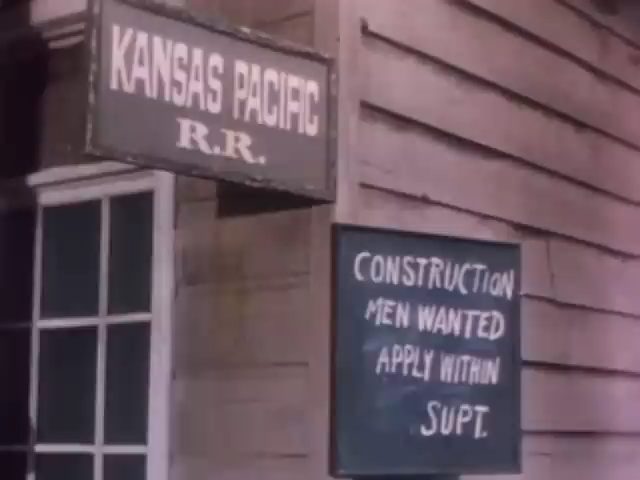 KANSAS PACIFIC
R.R.
CONSTRUCTION
MEN WANTED
APPLY WITHIN
SUPT.